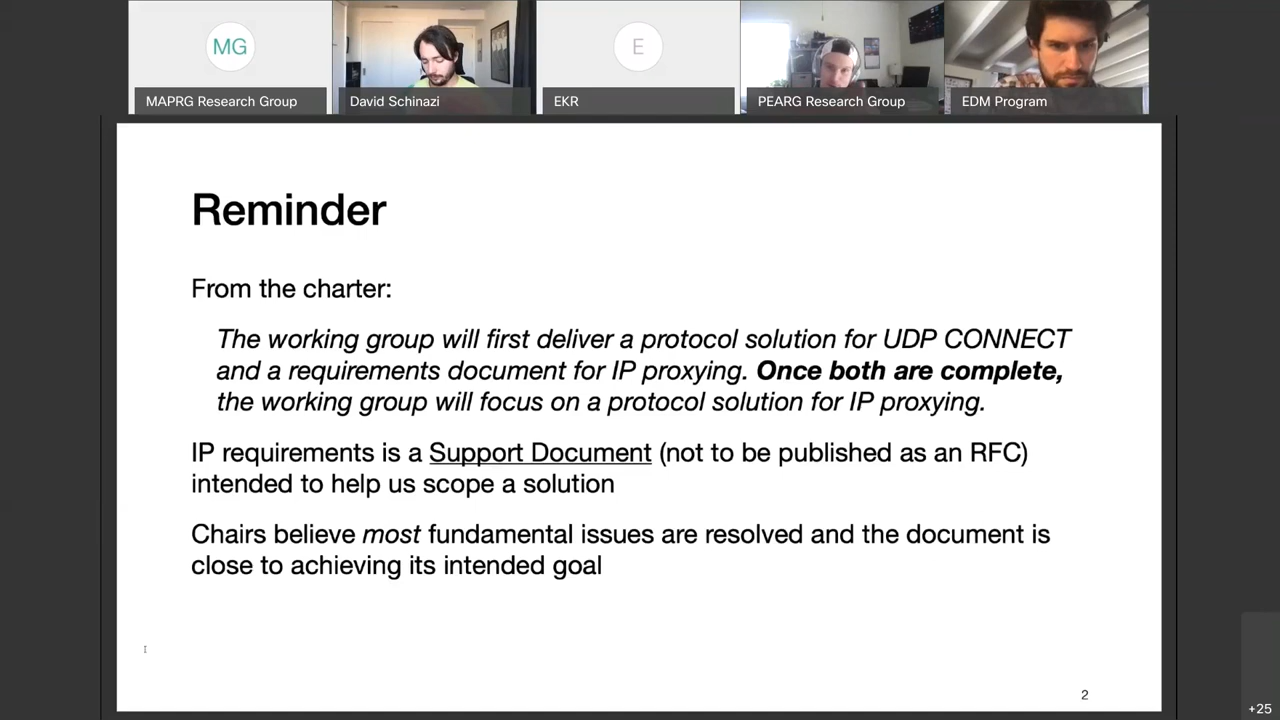 MG
E
MAPRG Research Group
David Schinazi
EKR
PEARG Research Group
EDM Program
Reminder
From the charter:
The working group will first deliver a protocol solution for UDP CONNECT
and a requirements document for IP proxying. Once both are complete,
the working group will focus on a protocol solution for IP proxying.
IP requirements is a Support Document (not to be published as an RFC)
intended to help us scope a solution
Chairs believe most fundamental issues are resolved and the document is
close to achieving its intended goal
2
+25